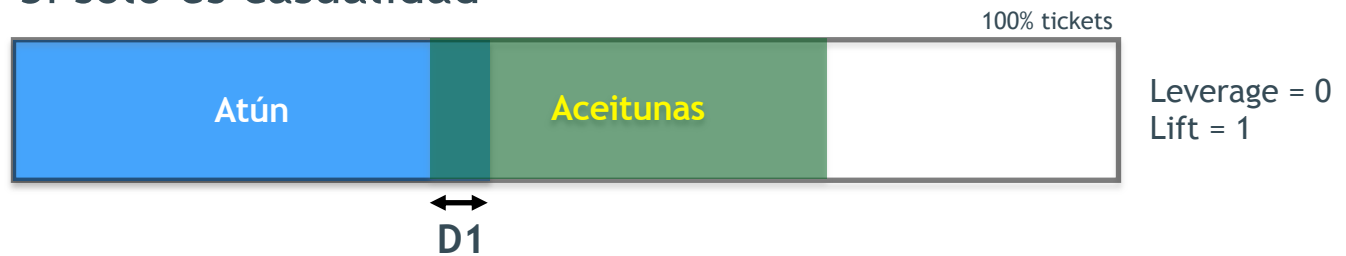 100% tickets
Atún
Aceitunas
Leverage = 0
Lift = 1
D1